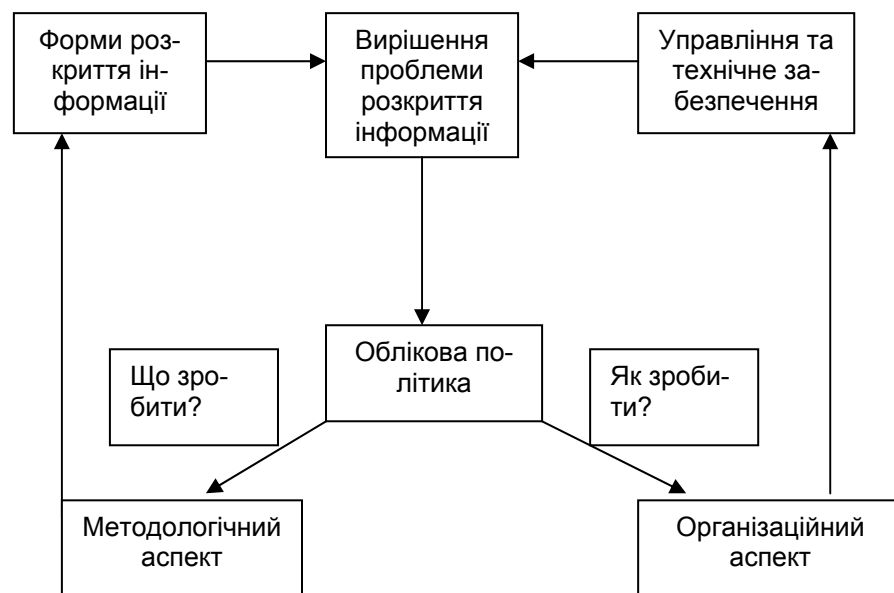 Форми роз-
криття ін-
формації
Вирішення
проблеми
розкриття
інформації
Управління та
технічне за-
безпечення
Що зро-
бити?
Облікова по-
літика
Як зроби-
ти?
Методологічний
аспект
Організаційний
аспект